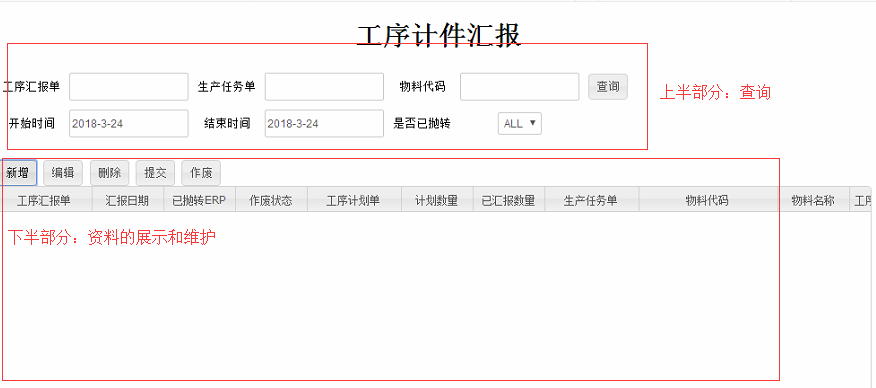 工序计件汇报
工序汇报单 生产任务单 物料代码 查询
上半部分：查询
开始时间 2018-3-24 结束时间 2018-3-24 是否已抛转 ALL
新增 编辑 删除 提交 作废
工序汇报单 汇报日期 已抛转ERP 作废状态 工序计划单 计划数量 已汇报数量 生产任务单 物料代码 物料名称 工序
下半部分：资料的展示和维护